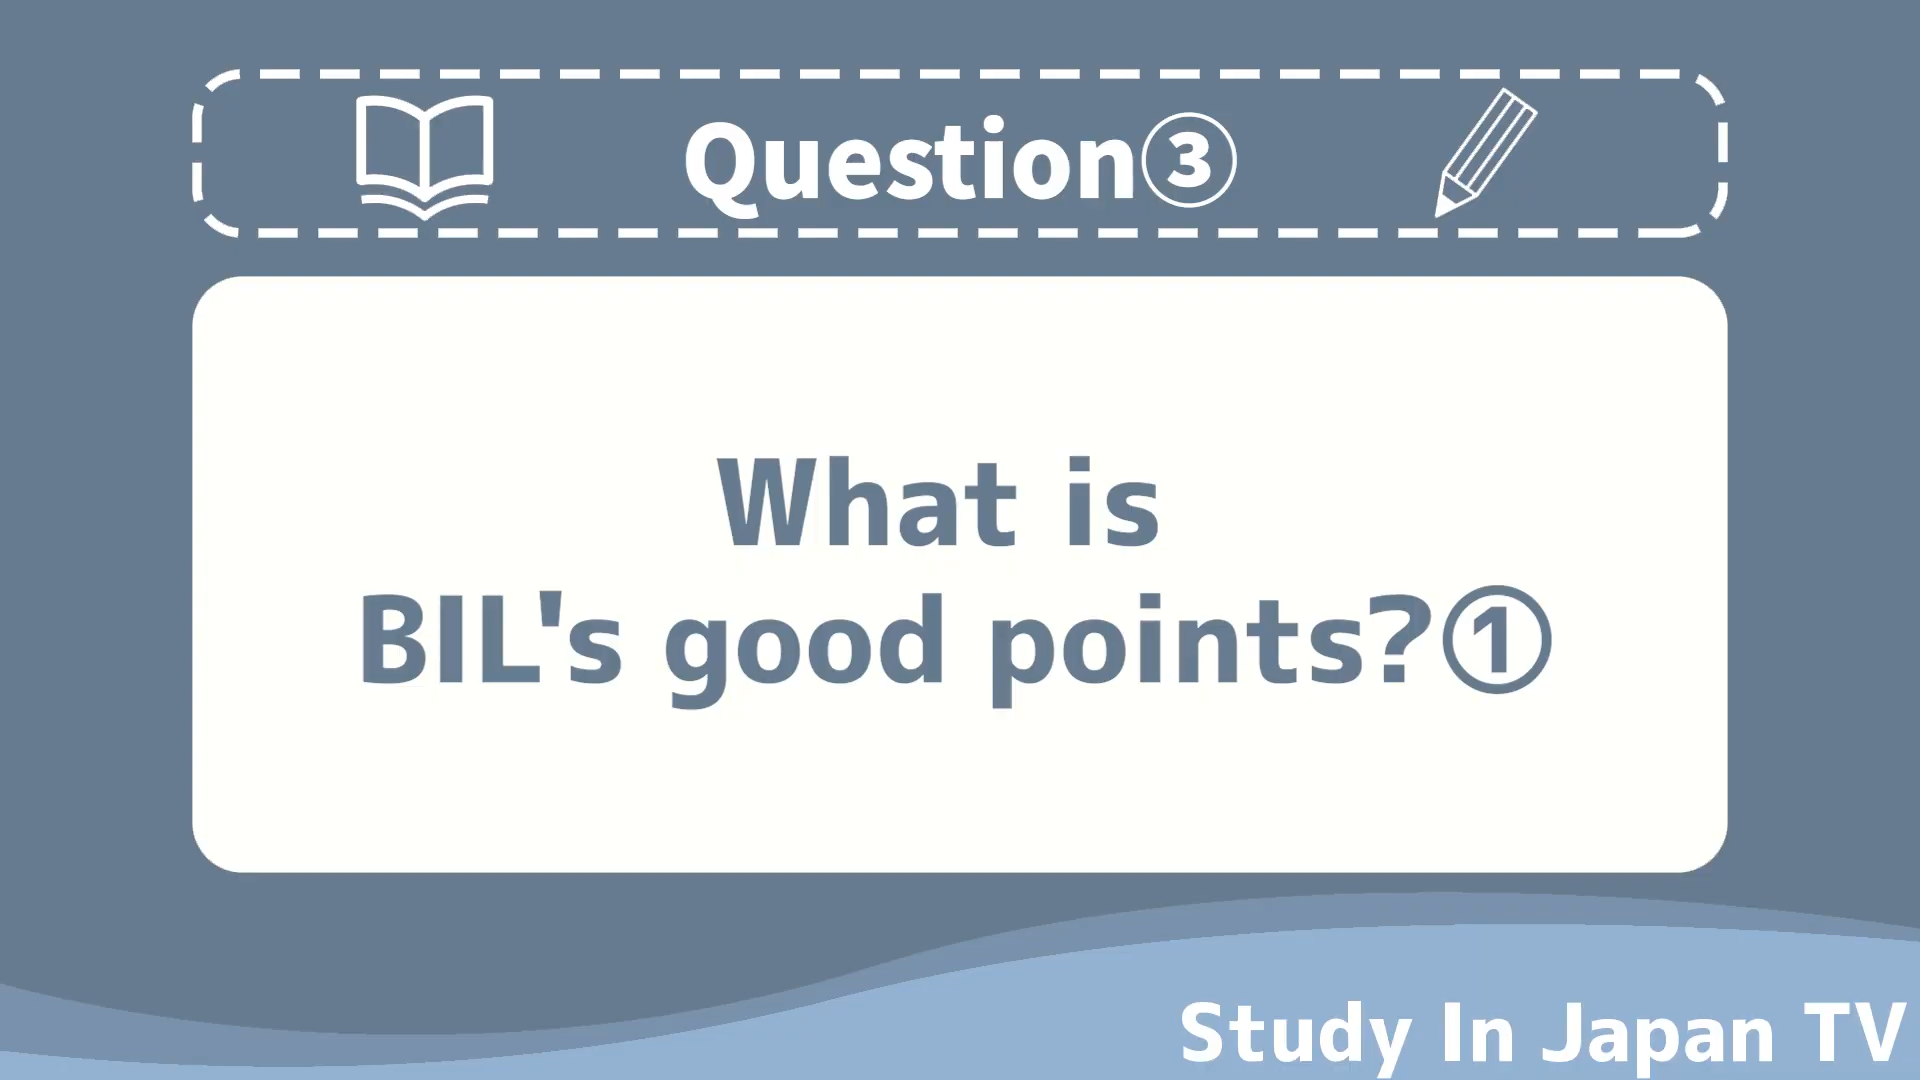 Question③
What is
BIL's good points?①
Study In Japan TV